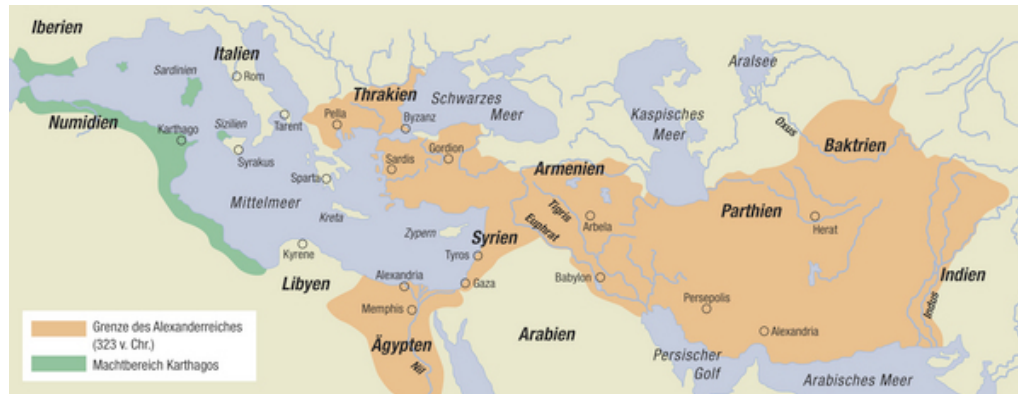 Iberien
Italien
Aralsee
Sardinien
Rom
Thrakien
Schwarzes
Meer
Kaspisches
Meer
Numidien
Karthago
Sizilien
Tarent
Pella
Byzanz
Oxus
Baktrien
Syrakus
Gordion
Sardis
Armenien
Sparta
Mittelmeer
Kreta
Tigris
Euphrat
Arbela
Parthien
Herat
Zypern
Syrien
Kyrene
Tyros
Libyen
Alexandria
Gaza
Babylon
Indien
Memphis
Persepolis
Indus
Grenze des Alexanderreiches
(323 v. Chr.)
Machtbereich Karthagos
Ägypten
Nil
Arabien
Alexandria
Persischer
Golf
Arabisches Meer